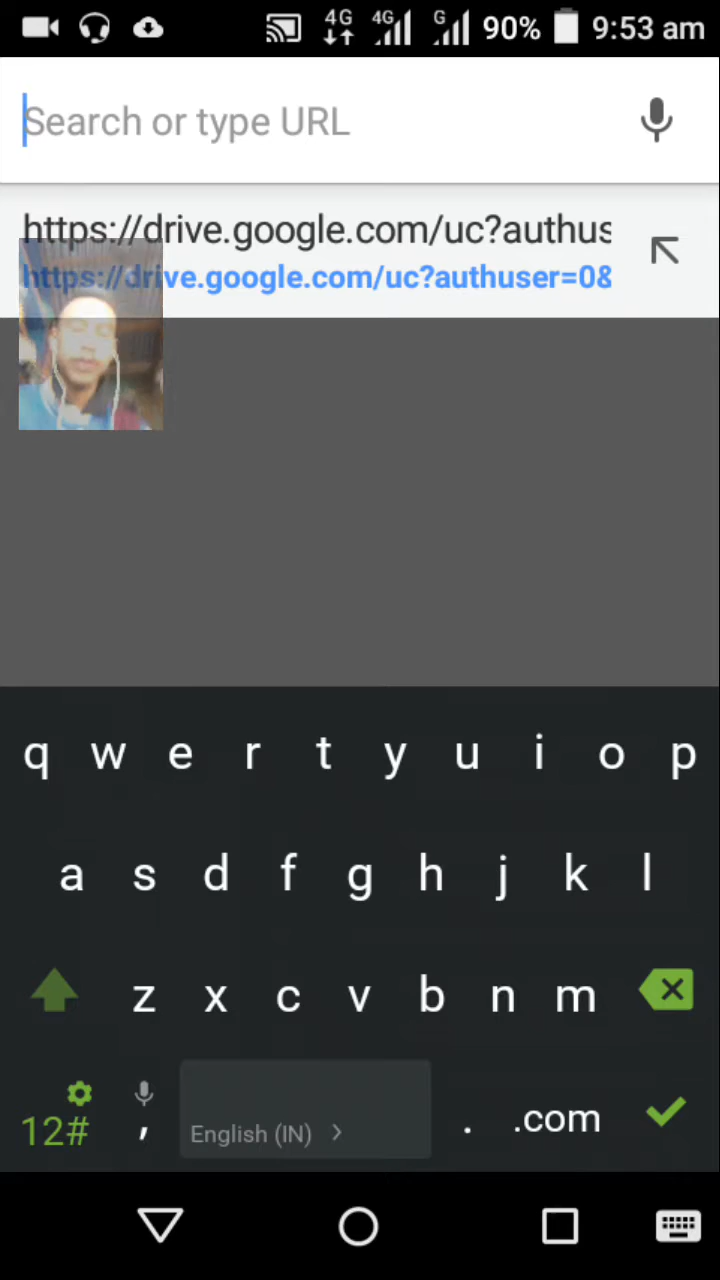 4G 4G G 90% 9:53 am
Search or type URL
https://drive.google.com/uc?authus
https://drive.google.com/uc?authuser=0&
q w e r t y u i o p
a s d f g h j k l
z x c v b n m
12# , English (IN) . .com